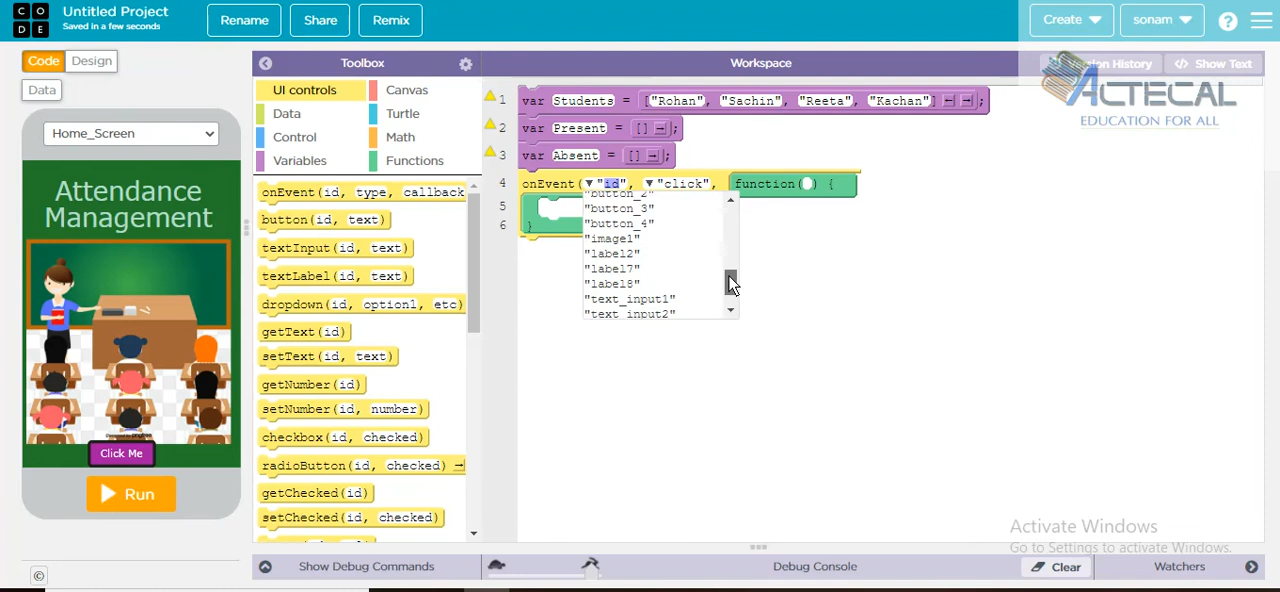 C O
D E
Untitled Project
Saved in a few seconds
Rename
Share
Remix
Create
sonam
?
Code
Design
Toolbox
Workspace
Version History
Show Text
ACTECAL
EDUCATION FOR ALL
Data
Home_Screen
Attendance
Management
Click Me
Run
©
UI controls
Canvas
Data
Turtle
Control
Math
Variables
Functions
onEvent(id, type, callback
button(id, text)
textInput(id, text)
textLabel(id, text)
dropdown(id, option1, etc)
getText(id)
setText(id, text)
getNumber(id)
setNumber(id, number)
checkbox(id, checked)
radioButton(id, checked)
getChecked(id)
setChecked(id, checked)
1 var Students = ["Rohan", "Sachin", "Reeta", "Kachan"] ;
2 var Present = [] ;
3 var Absent = [] ;
4 onEvent( "id", "click", function( ) {
5
6 }
"button_2"
"button_3"
"button_4"
"image1"
"label2"
"label7"
"label8"
"text_input1"
"text_input2"
Activate Windows
Go to Settings to activate Windows.
Show Debug Commands
Debug Console
Clear
Watchers